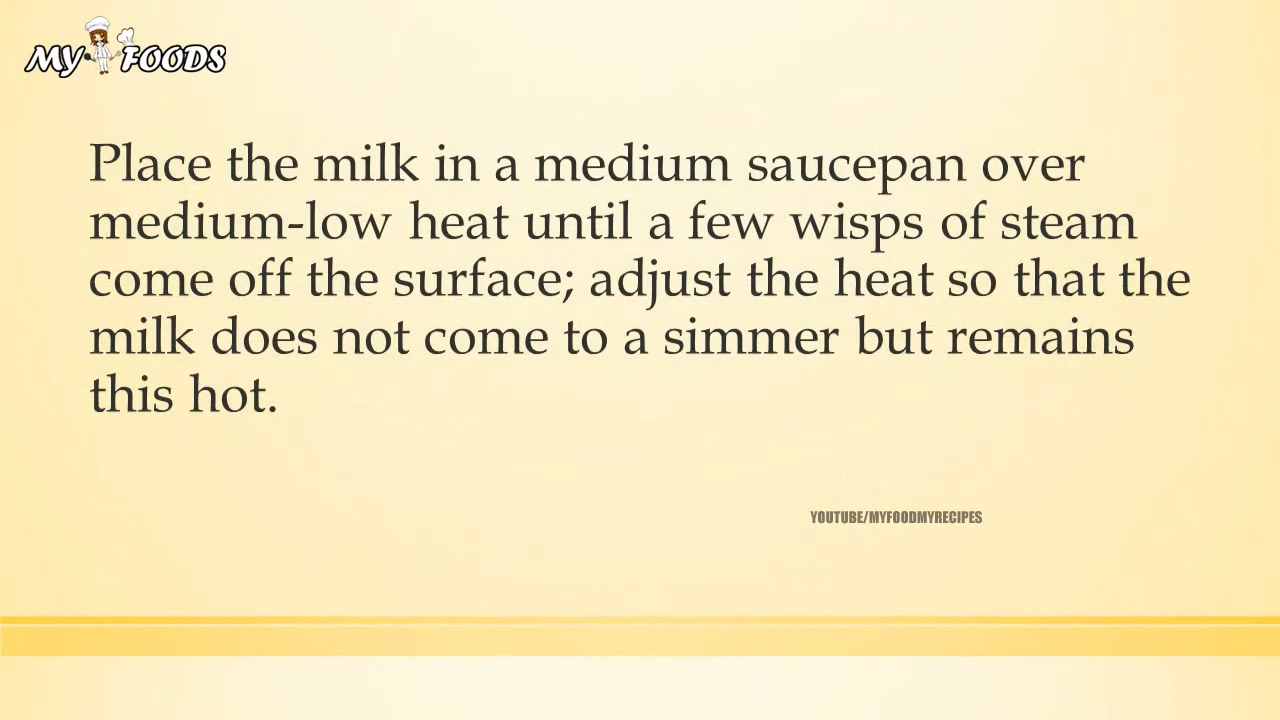 MY FOODS
Place the milk in a medium saucepan over
medium-low heat until a few wisps of steam
come off the surface; adjust the heat so that the
milk does not come to a simmer but remains
this hot.
YOUTUBE/MYFOODMYRECIPES